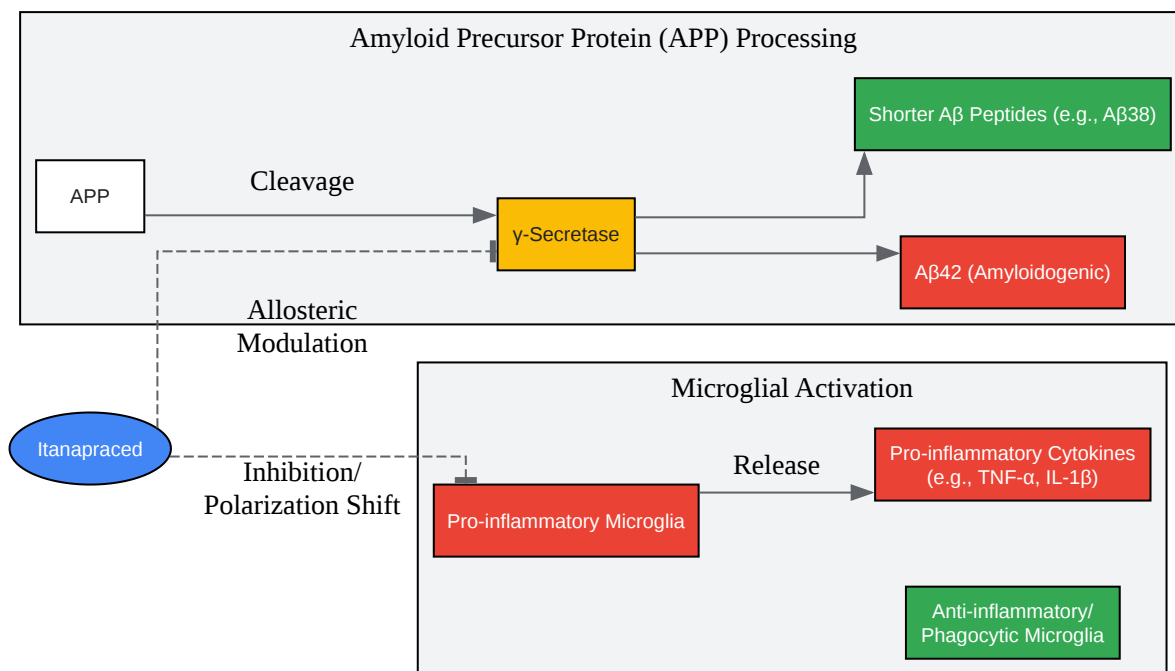 Amyloid Precursor Protein (APP) Processing
Shorter Aβ Peptides (e.g., Aβ38)
APP
Cleavage
γ-Secretase
Aβ42 (Amyloidogenic)
Allosteric
Modulation
Microglial Activation
Itanapraced
Inhibition/
Polarization Shift
Pro-inflammatory Microglia
Release
Pro-inflammatory Cytokines
(e.g., TNF-α, IL-1β)
Anti-inflammatory/
Phagocytic Microglia